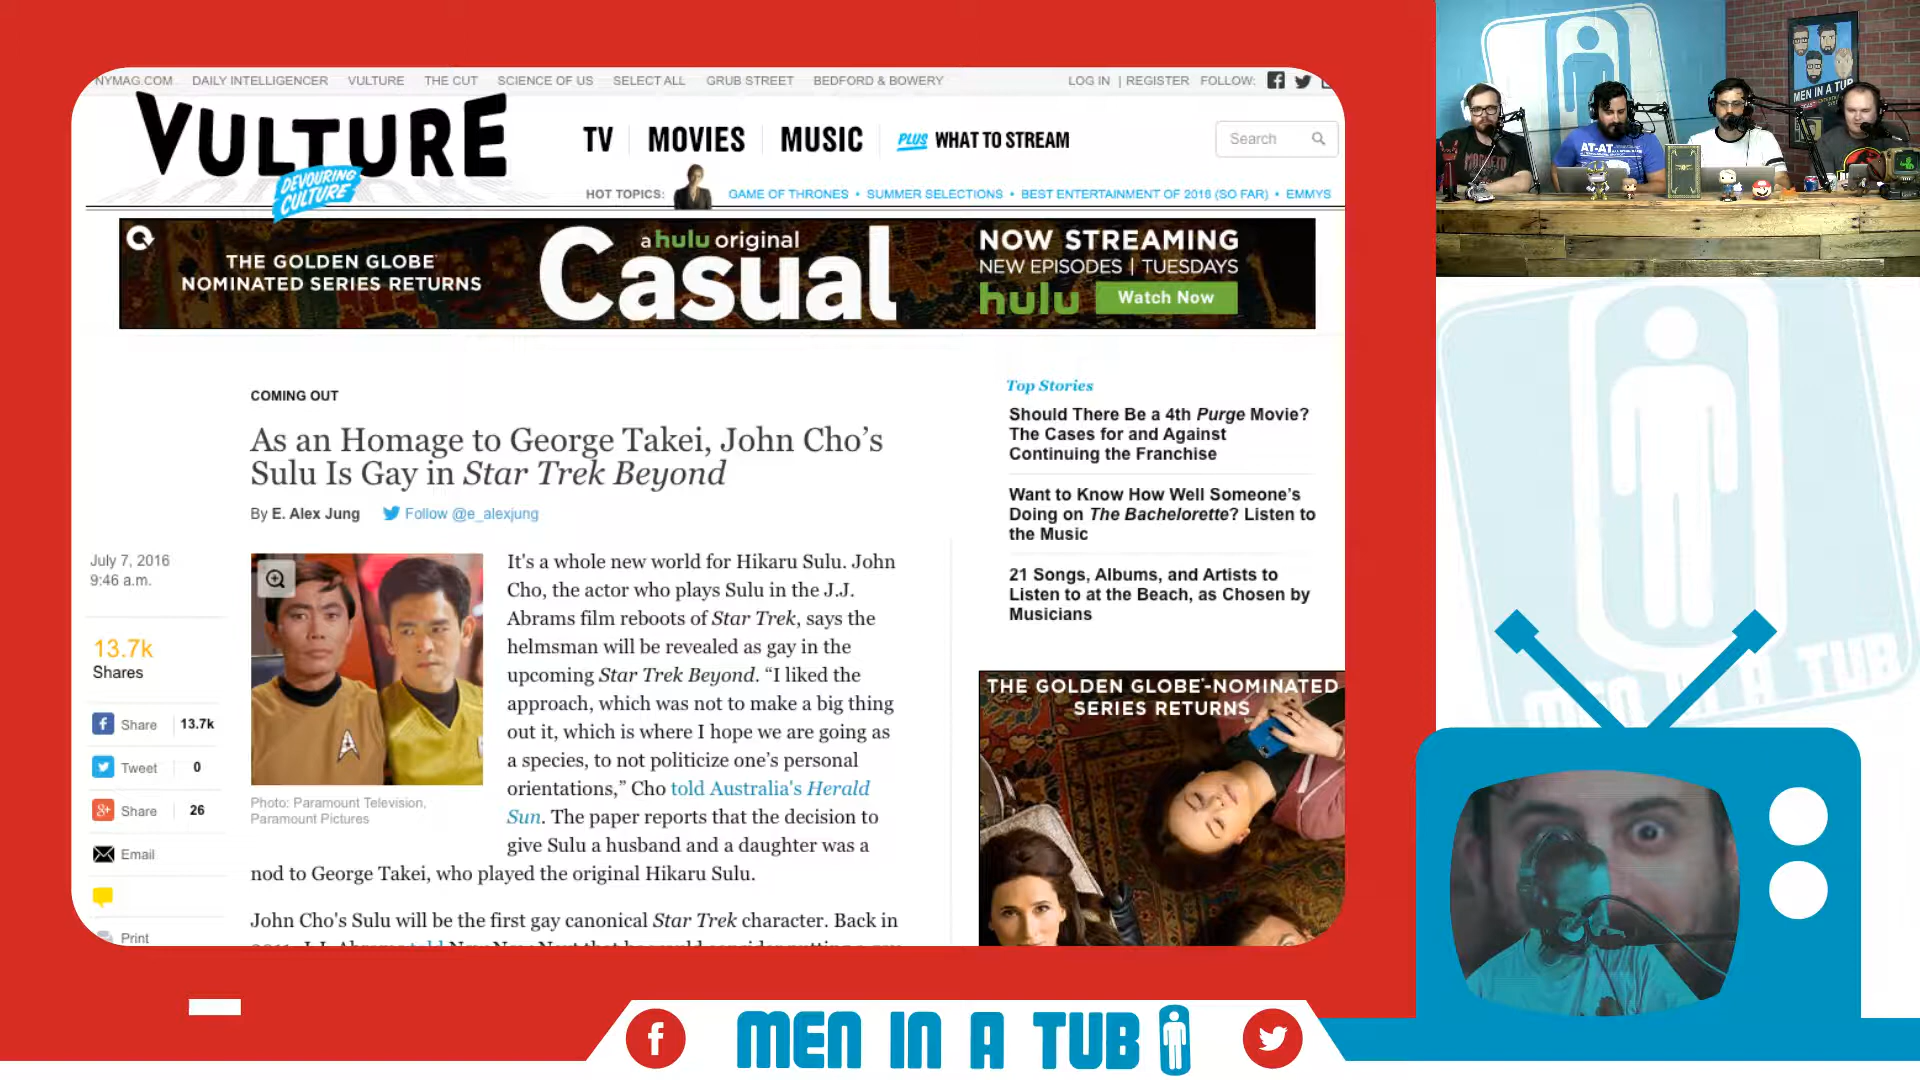 NYMAG.COM DAILY INTELLIGENCER VULTURE THE CUT SCIENCE OF US SELECT ALL GRUB STREET BEDFORD & BOWERY LOG IN | REGISTER FOLLOW:
VULTURE
DEVOURING
CULTURE
TV MOVIES MUSIC PLUS WHAT TO STREAM
Search
HOT TOPICS: GAME OF THRONES • SUMMER SELECTIONS • BEST ENTERTAINMENT OF 2016 (SO FAR) • EMMYS
THE GOLDEN GLOBE
NOMINATED SERIES RETURNS
a hulu original
Casual
NOW STREAMING
NEW EPISODES | TUESDAYS
hulu Watch Now
COMING OUT
As an Homage to George Takei, John Cho’s
Sulu Is Gay in Star Trek Beyond
By E. Alex Jung Follow @e_alexjung
July 7, 2016
9:46 a.m.
13.7k
Shares
Share 13.7k
Tweet 0
Share 26
Email
Print
Photo: Paramount Television,
Paramount Pictures
It's a whole new world for Hikaru Sulu. John
Cho, the actor who plays Sulu in the J.J.
Abrams film reboots of Star Trek, says the
helmsman will be revealed as gay in the
upcoming Star Trek Beyond. “I liked the
approach, which was not to make a big thing
out it, which is where I hope we are going as
a species, to not politicize one’s personal
orientations,” Cho told Australia's Herald
Sun. The paper reports that the decision to
give Sulu a husband and a daughter was a
nod to George Takei, who played the original Hikaru Sulu.
John Cho's Sulu will be the first gay canonical Star Trek character. Back in
Top Stories
Should There Be a 4th Purge Movie?
The Cases for and Against
Continuing the Franchise
Want to Know How Well Someone’s
Doing on The Bachelorette? Listen to
the Music
21 Songs, Albums, and Artists to
Listen to at the Beach, as Chosen by
Musicians
THE GOLDEN GLOBE-NOMINATED
SERIES RETURNS
MEN IN A TUB
AT-AT
MEN IN A TUB
MEN IN A TUB